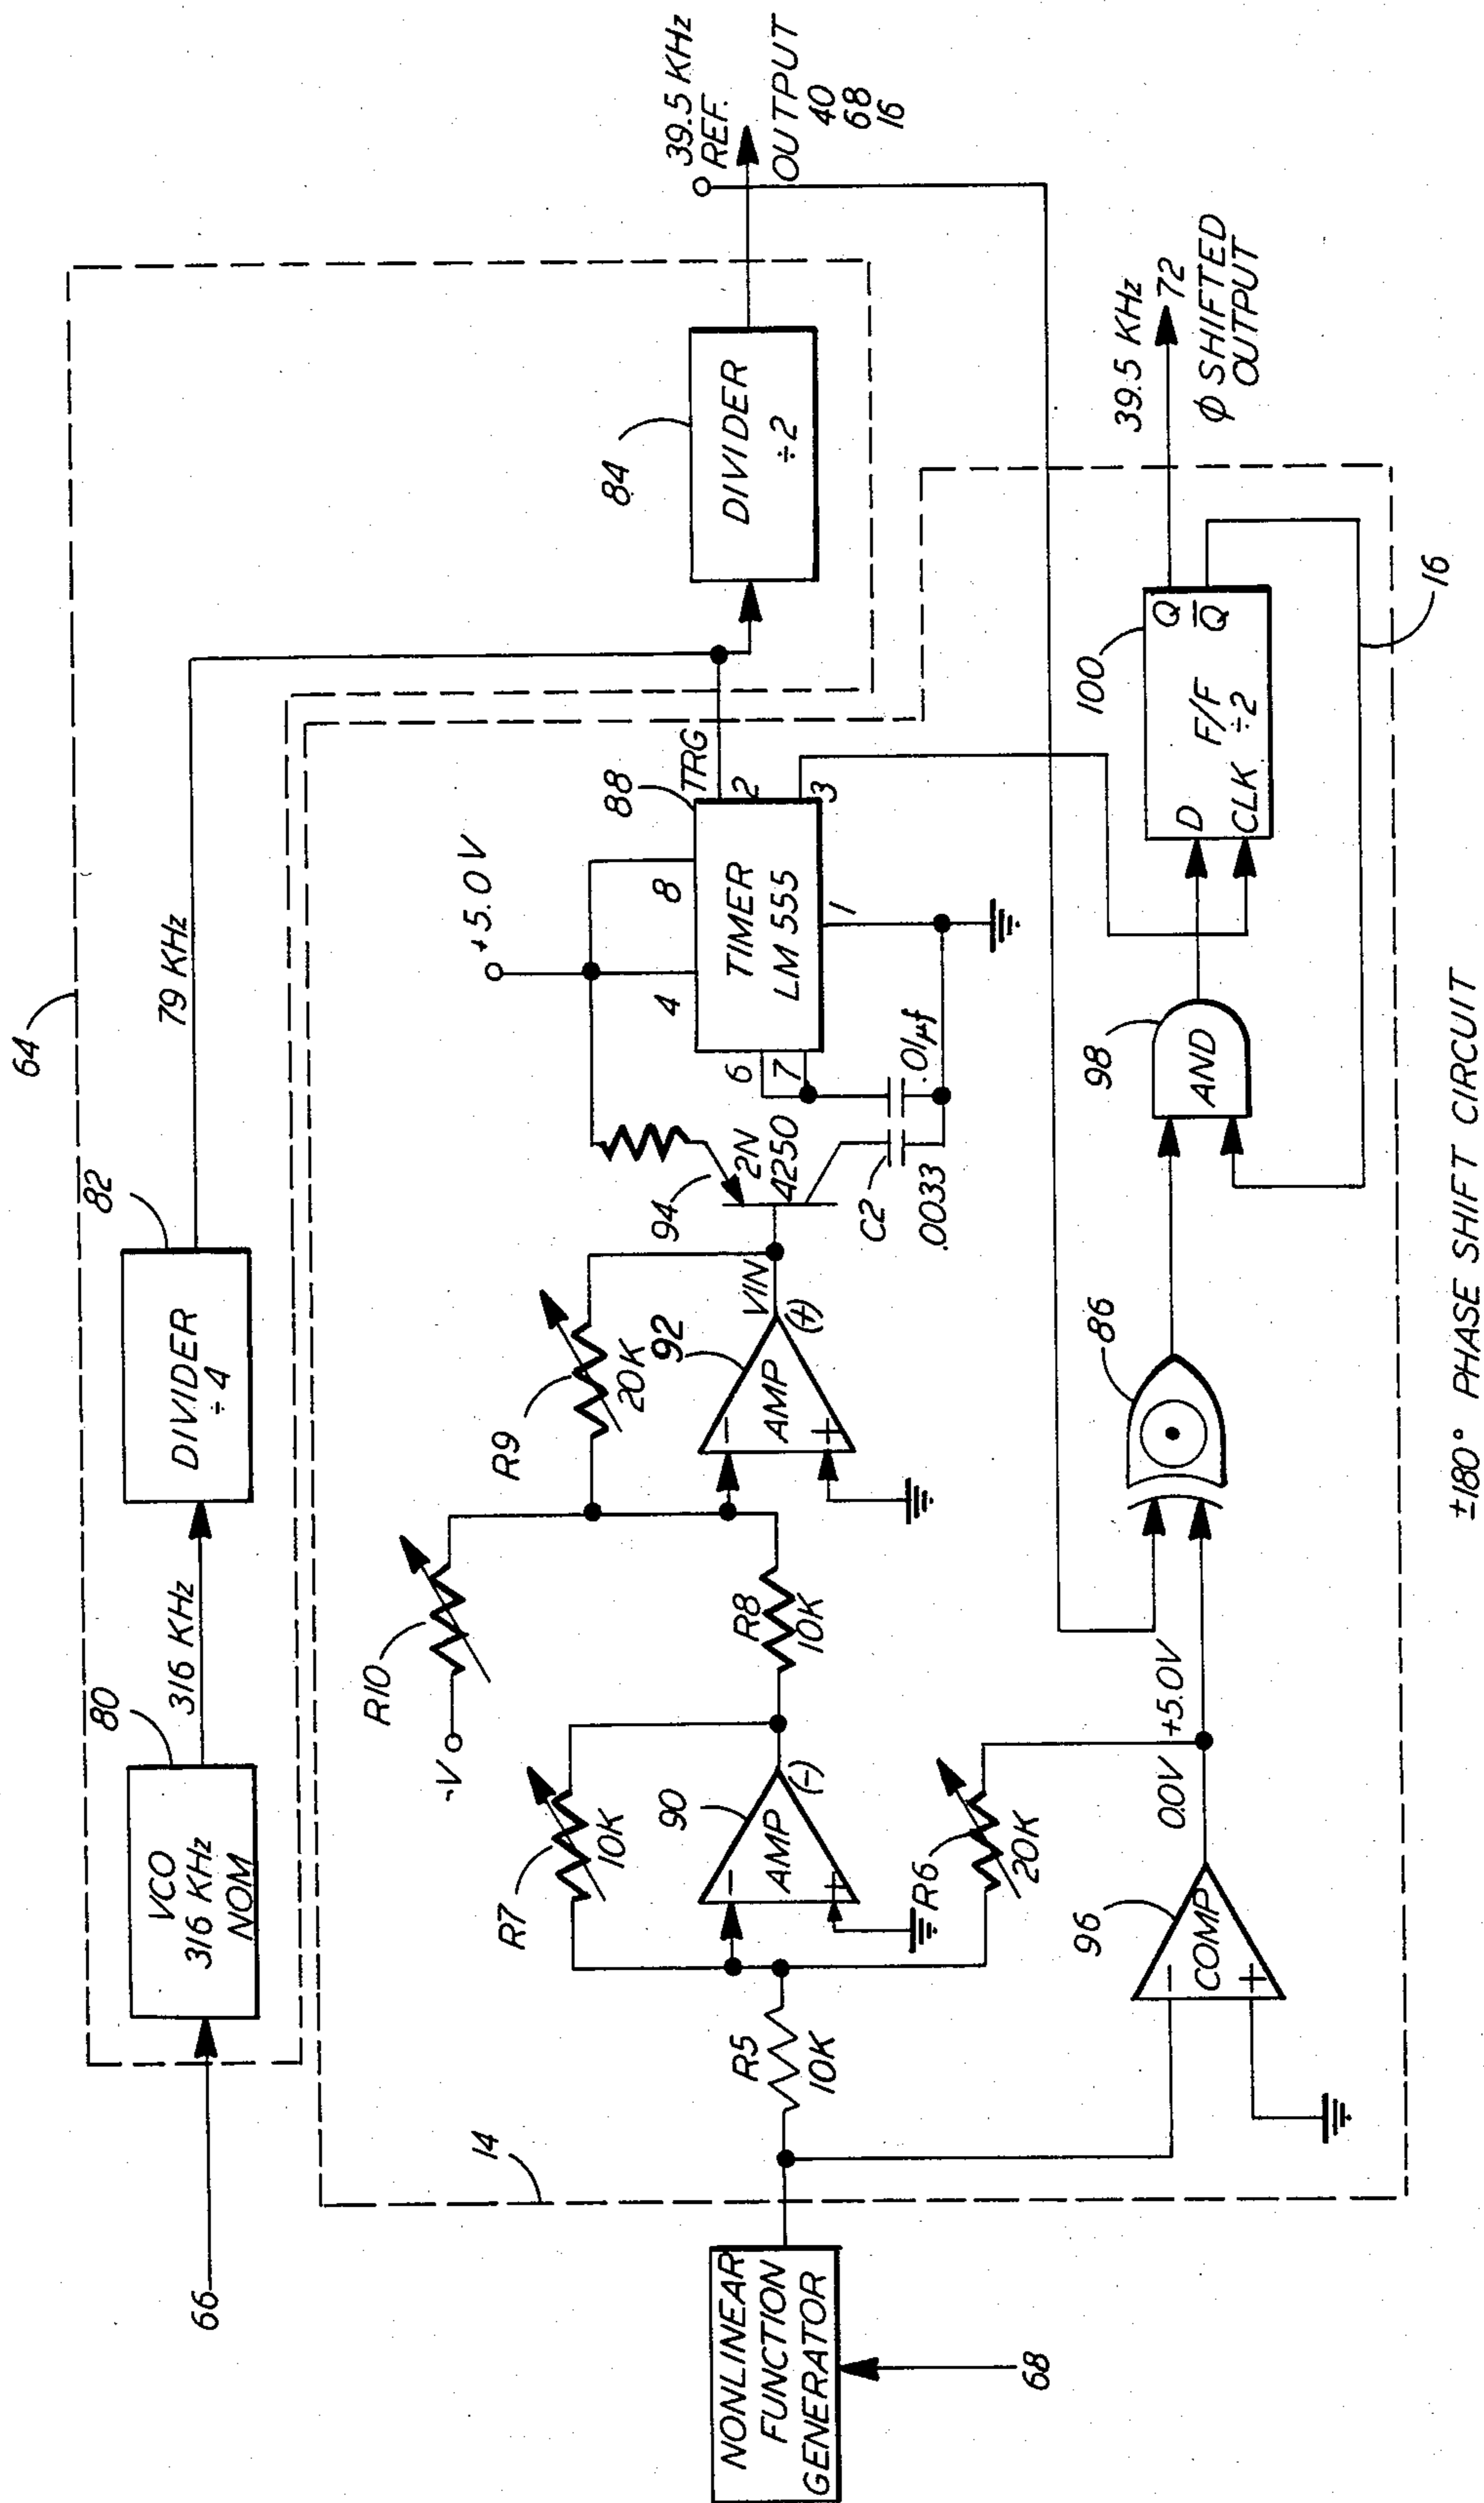 64
66
80
VCO
316 KHz
NOM
316 KHz
82
DIVIDER
÷ 4
79 KHz
84
DIVIDER
÷2
39.5 KHz
REF.
OUTPUT
40
68
16
14
NONLINEAR
FUNCTION
GENERATOR
68
R5
10K
R7
10K
90
-
AMP
+
(-)
R6
20K
-V
R10
R8
10K
R9
20K
92
-
AMP
+
VIN
(+)
94
2N
4250
C2
.0033
.01µf
+5.0 V
88
TIMER
LM 555
4
8
6
7
1
TRG
2
3
96
-
COMP
+
0.0V
+5.0V
86
98
AND
100
D
F/F
÷2
CLK
Q
Q̅
39.5 KHz
72
Φ SHIFTED
OUTPUT
16
±180° PHASE SHIFT CIRCUIT